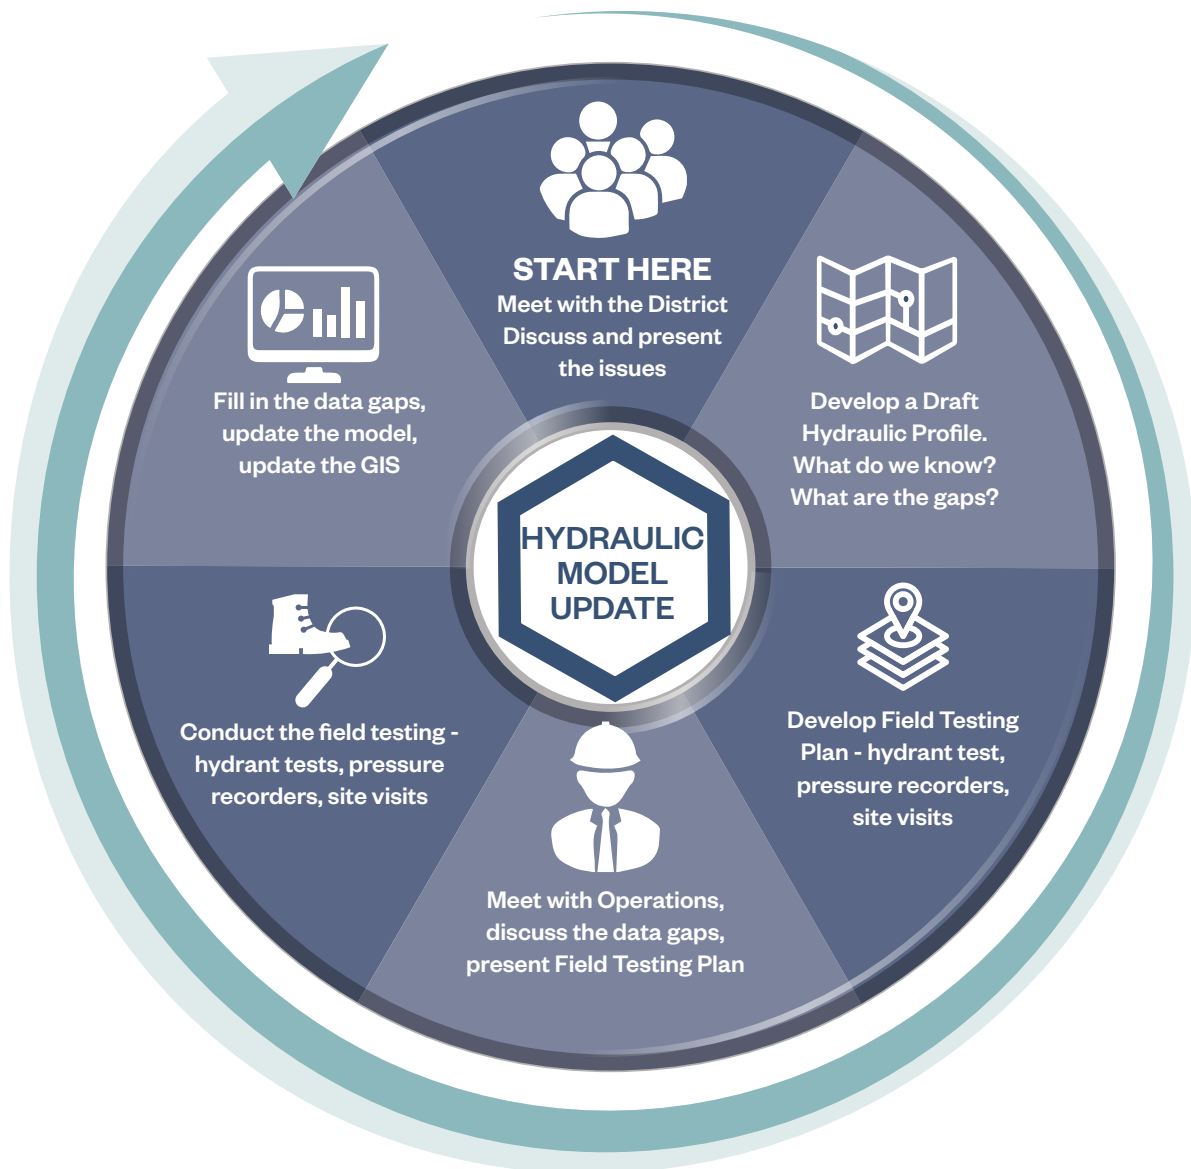 START HERE
Meet with the District
Discuss and present
the issues
Develop a Draft
Hydraulic Profile.
What do we know?
What are the gaps?
Develop Field Testing
Plan - hydrant test,
pressure recorders,
site visits
Meet with Operations,
discuss the data gaps,
present Field Testing Plan
Conduct the field testing -
hydrant tests, pressure
recorders, site visits
Fill in the data gaps,
update the model,
update the GIS
HYDRAULIC
MODEL
UPDATE